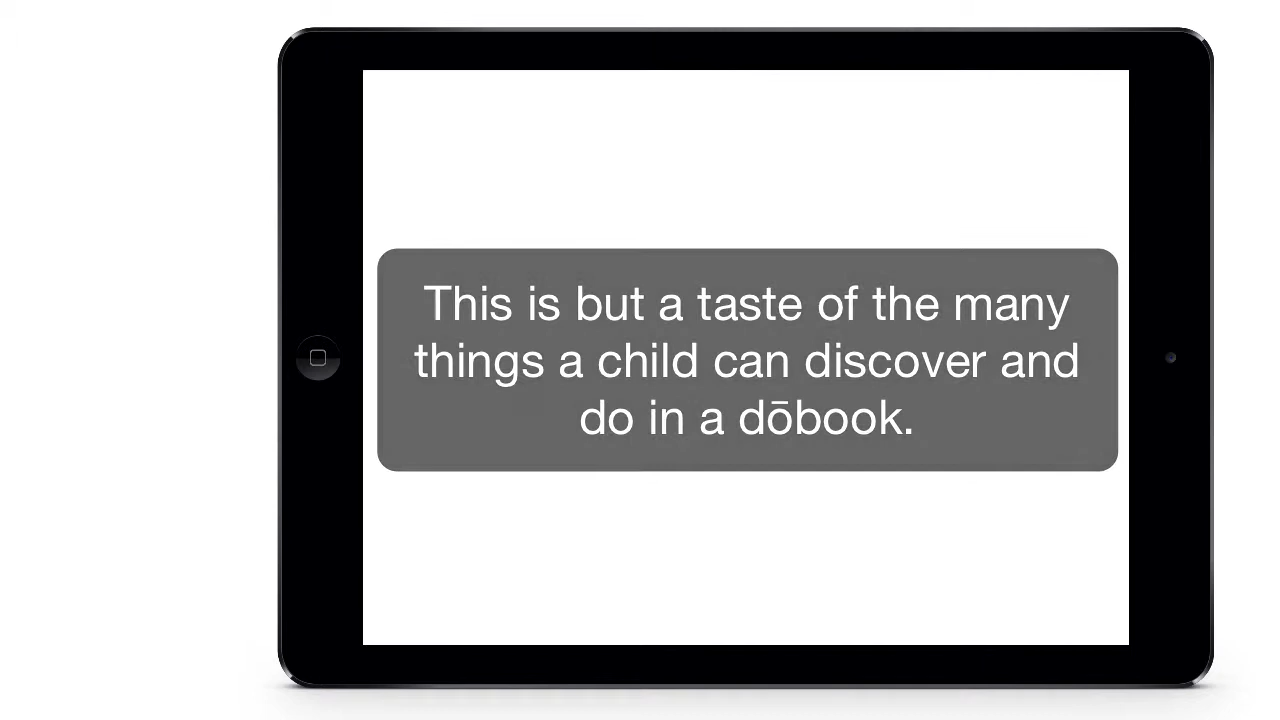 This is but a taste of the many
things a child can discover and
do in a dōbook.